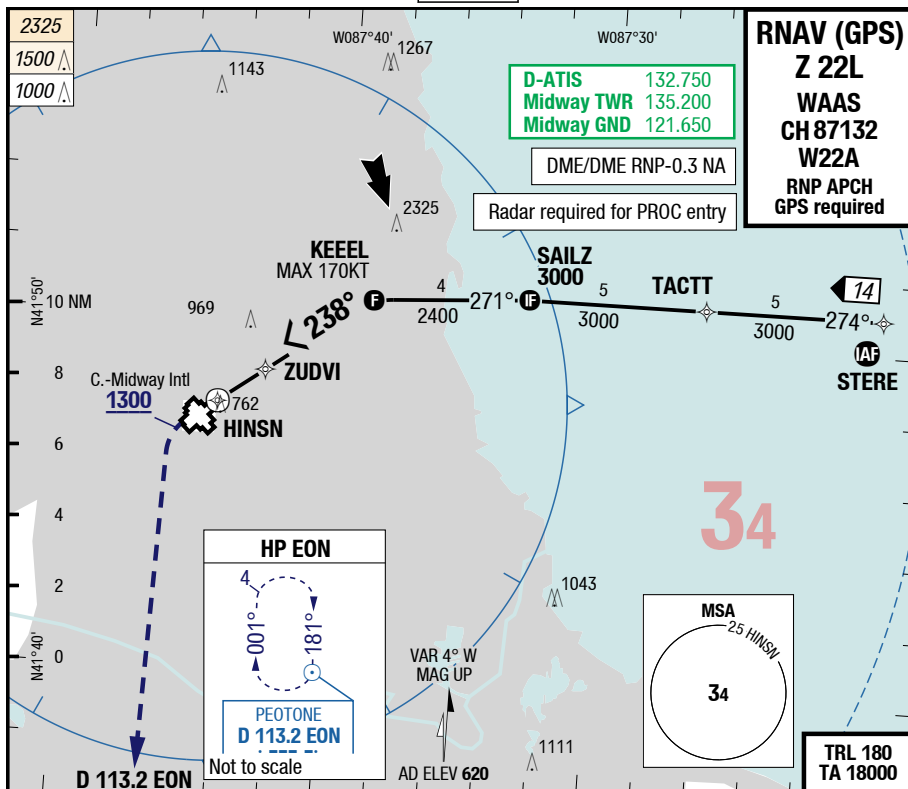 2325
1500
1000
W087°40'
W087°30'
1267
1143
D-ATIS 132.750
Midway TWR 135.200
Midway GND 121.650
RNAV (GPS)
Z 22L
WAAS
CH 87132
W22A
RNP APCH
GPS required
DME/DME RNP-0.3 NA
Radar required for PROC entry
2325
KEEEL
MAX 170KT
SAILZ
3000
TACTT
14
N41°50'
10 NM
969
238°
F
4
2400
271°
IF
5
3000
5
3000
274°
IAF
STERE
8
ZUDVI
C.-Midway Intl
1300
762
HINSN
6
34
4
HP EON
4
001°
181°
2
1043
MSA
25 HINSN
34
N41°40'
0
VAR 4° W
MAG UP
PEOTONE
D 113.2 EON
Not to scale
1111
AD ELEV 620
D 113.2 EON
TRL 180
TA 18000